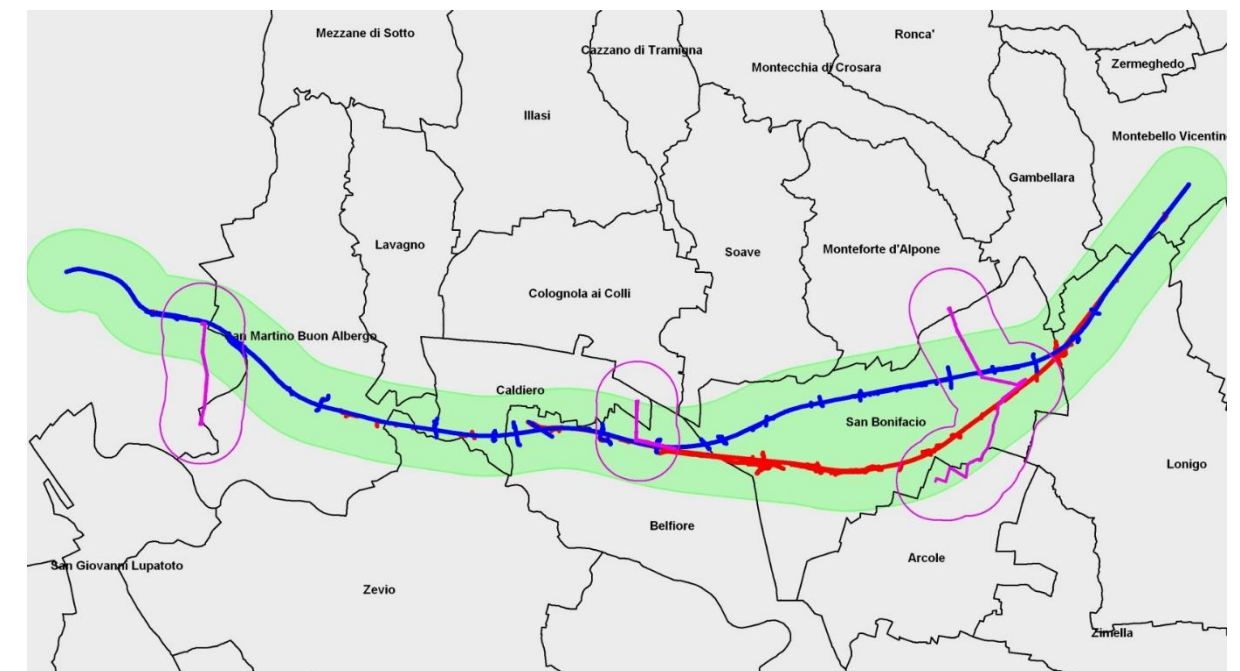 Mezzane di Sotto
Cazzano di Tramigna
Ronca'
Montecchia di Crosara
Zermeghedo
Illasi
Montebello Vicentin
Gambellara
Lavagno
Soave
Monteforte d'Alpone
Colognola ai Colli
San Martino Buon Albergo
Caldiero
San Bonifacio
Lonigo
Belfiore
Arcole
San Giovanni Lupatoto
Zevio
Zimella